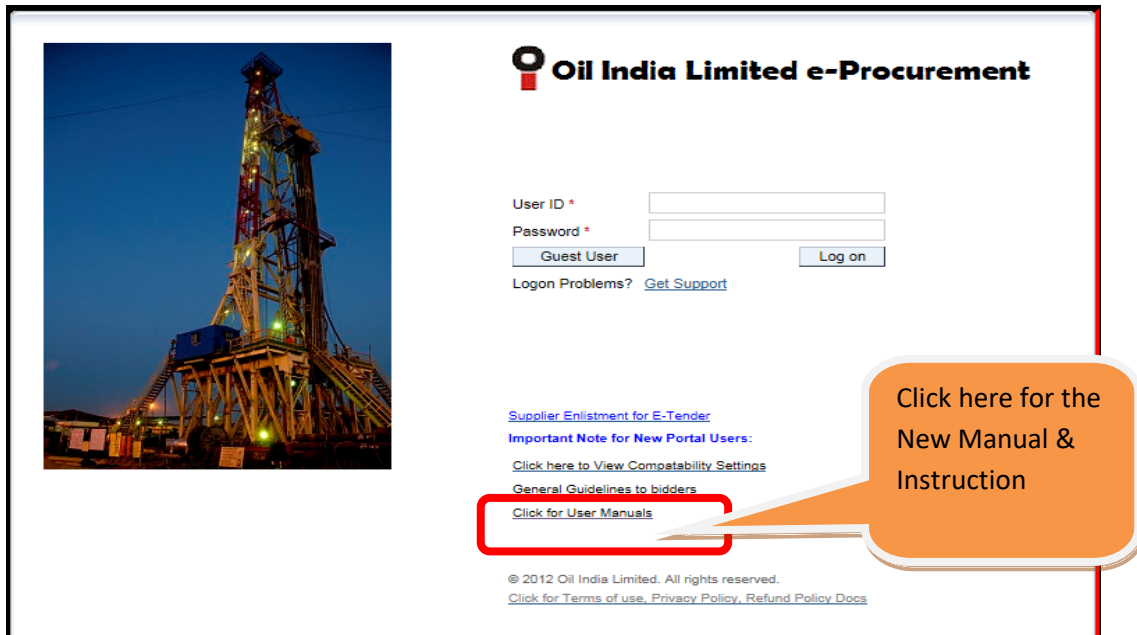 Oil India Limited e-Procurement
User ID *
Password *
Guest User
Log on
Logon Problems? Get Support
Supplier Enlistment for E-Tender
Important Note for New Portal Users:
Click here to View Compatability Settings
General Guidelines to bidders
Click for User Manuals
Click here for the
New Manual &
Instruction
© 2012 Oil India Limited. All rights reserved.
Click for Terms of use, Privacy Policy, Refund Policy Docs